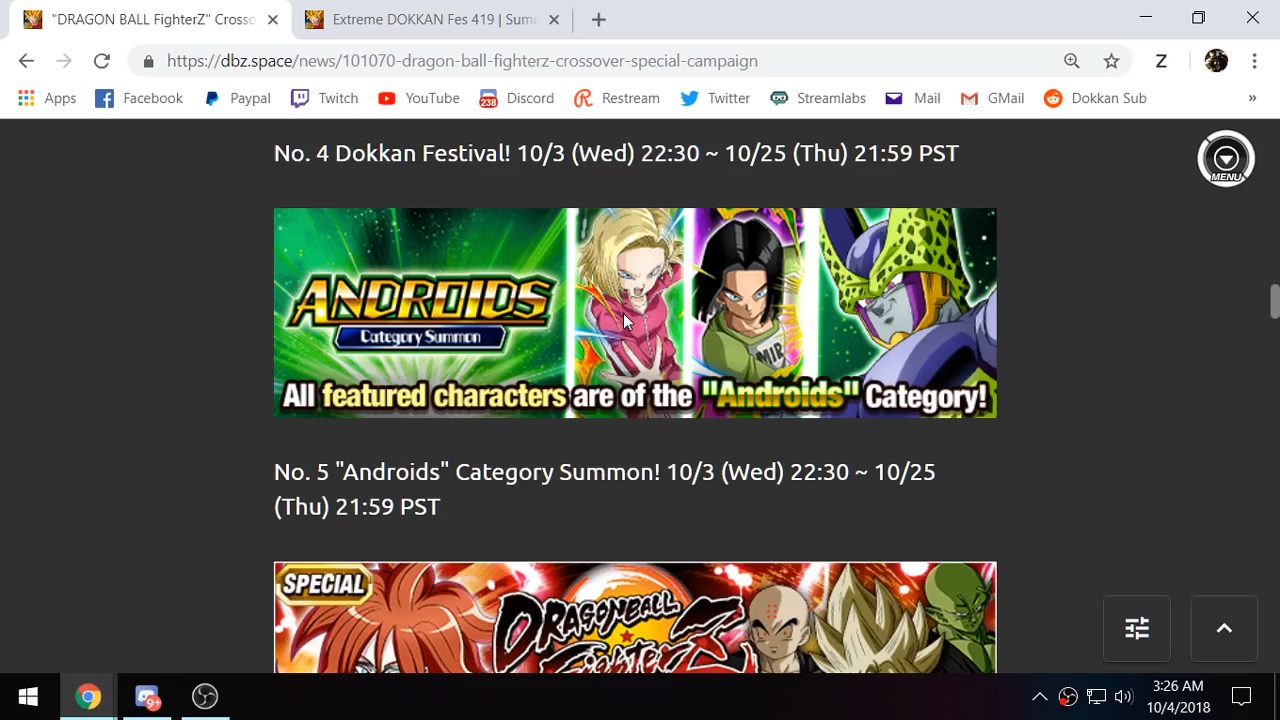 "DRAGON BALL FighterZ" Crosso
Extreme DOKKAN Fes 419 | Sum
https://dbz.space/news/101070-dragon-ball-fighterz-crossover-special-campaign
Z
Apps
Facebook
Paypal
Twitch
YouTube
238
Discord
Restream
Twitter
Streamlabs
Mail
GMail
Dokkan Sub
»
No. 4 Dokkan Festival! 10/3 (Wed) 22:30 ~ 10/25 (Thu) 21:59 PST
MENU
ANDROIDS
Category Summon
MIR
All featured characters are of the "Androids" Category!
No. 5 "Androids" Category Summon! 10/3 (Wed) 22:30 ~ 10/25
(Thu) 21:59 PST
SPECIAL
DRAGONBALL
FighterZ
9+
3:26 AM
10/4/2018